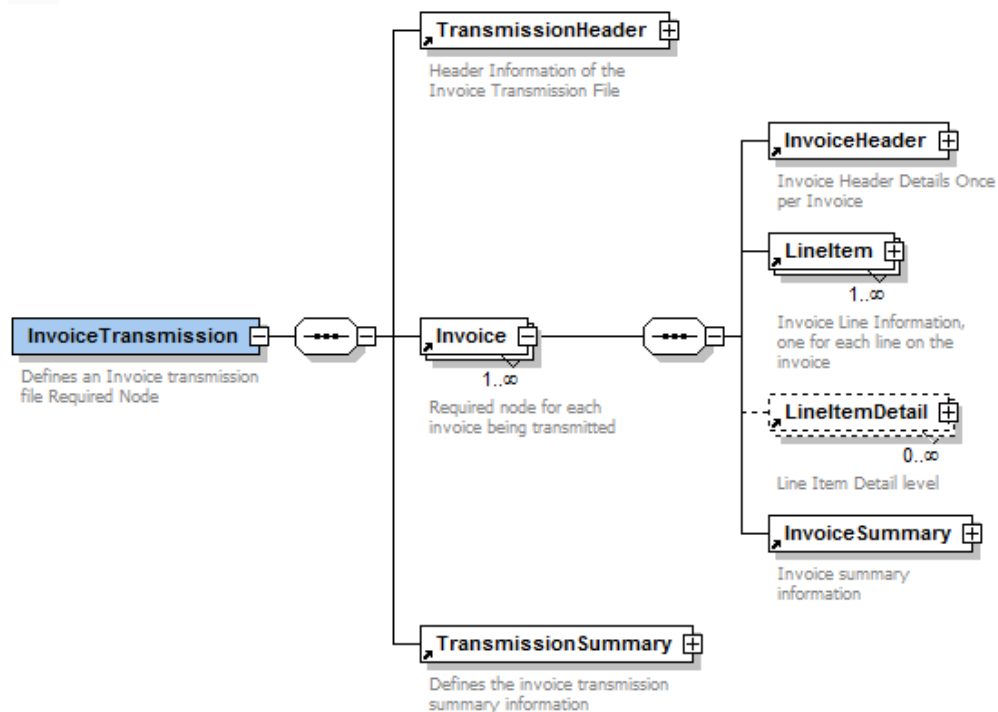 TransmissionHeader
Header Information of the
Invoice Transmission File
InvoiceHeader
Invoice Header Details Once
per Invoice
LineItem
1..∞
Invoice Line Information,
one for each line on the
invoice
InvoiceTransmission
Defines an Invoice transmission
file Required Node
Invoice
1..∞
Required node for each
invoice being transmitted
LineItemDetail
0..∞
Line Item Detail level
InvoiceSummary
Invoice summary
information
TransmissionSummary
Defines the invoice transmission
summary information